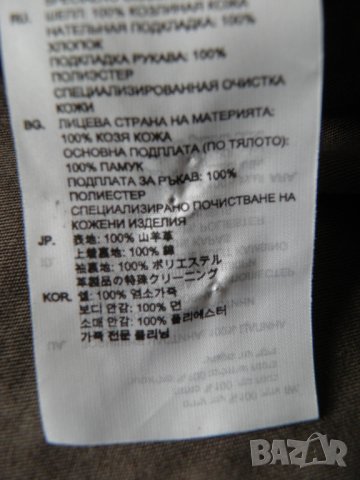 RU. ШЕЛЛ: 100% КОЗЛИНАЯ КОЖА
НАТЕЛЬНАЯ ПОДКЛАДКА: 100%
ХЛОПОК
ПОДКЛАДКА РУКАВА: 100%
ПОЛИЭСТЕР
СПЕЦИАЛИЗИРОВАННАЯ ОЧИСТКА
КОЖИ
BG. ЛИЦЕВА СТРАНА НА МАТЕРИЯТА:
100% КОЗЯ КОЖА
ОСНОВНА ПОДПЛАТА (ПО ТЯЛОТО):
100% ПАМУК
ПОДПЛАТА ЗА РЪКАВ: 100%
ПОЛИЕСТЕР
СПЕЦИАЛИЗИРАНО ПОЧИСТВАНЕ НА
КОЖЕНИ ИЗДЕЛИЯ
JP. 表地: 100% 山羊革
上着裏地: 100% 綿
袖裏地: 100% ポリエステル
革製品の特殊クリーニング
KOR. 쉘: 100% 염소가죽
보디 안감: 100% 면
소매 안감: 100% 폴리에스터
가죽 전문 클리닝
BAZAR
bg